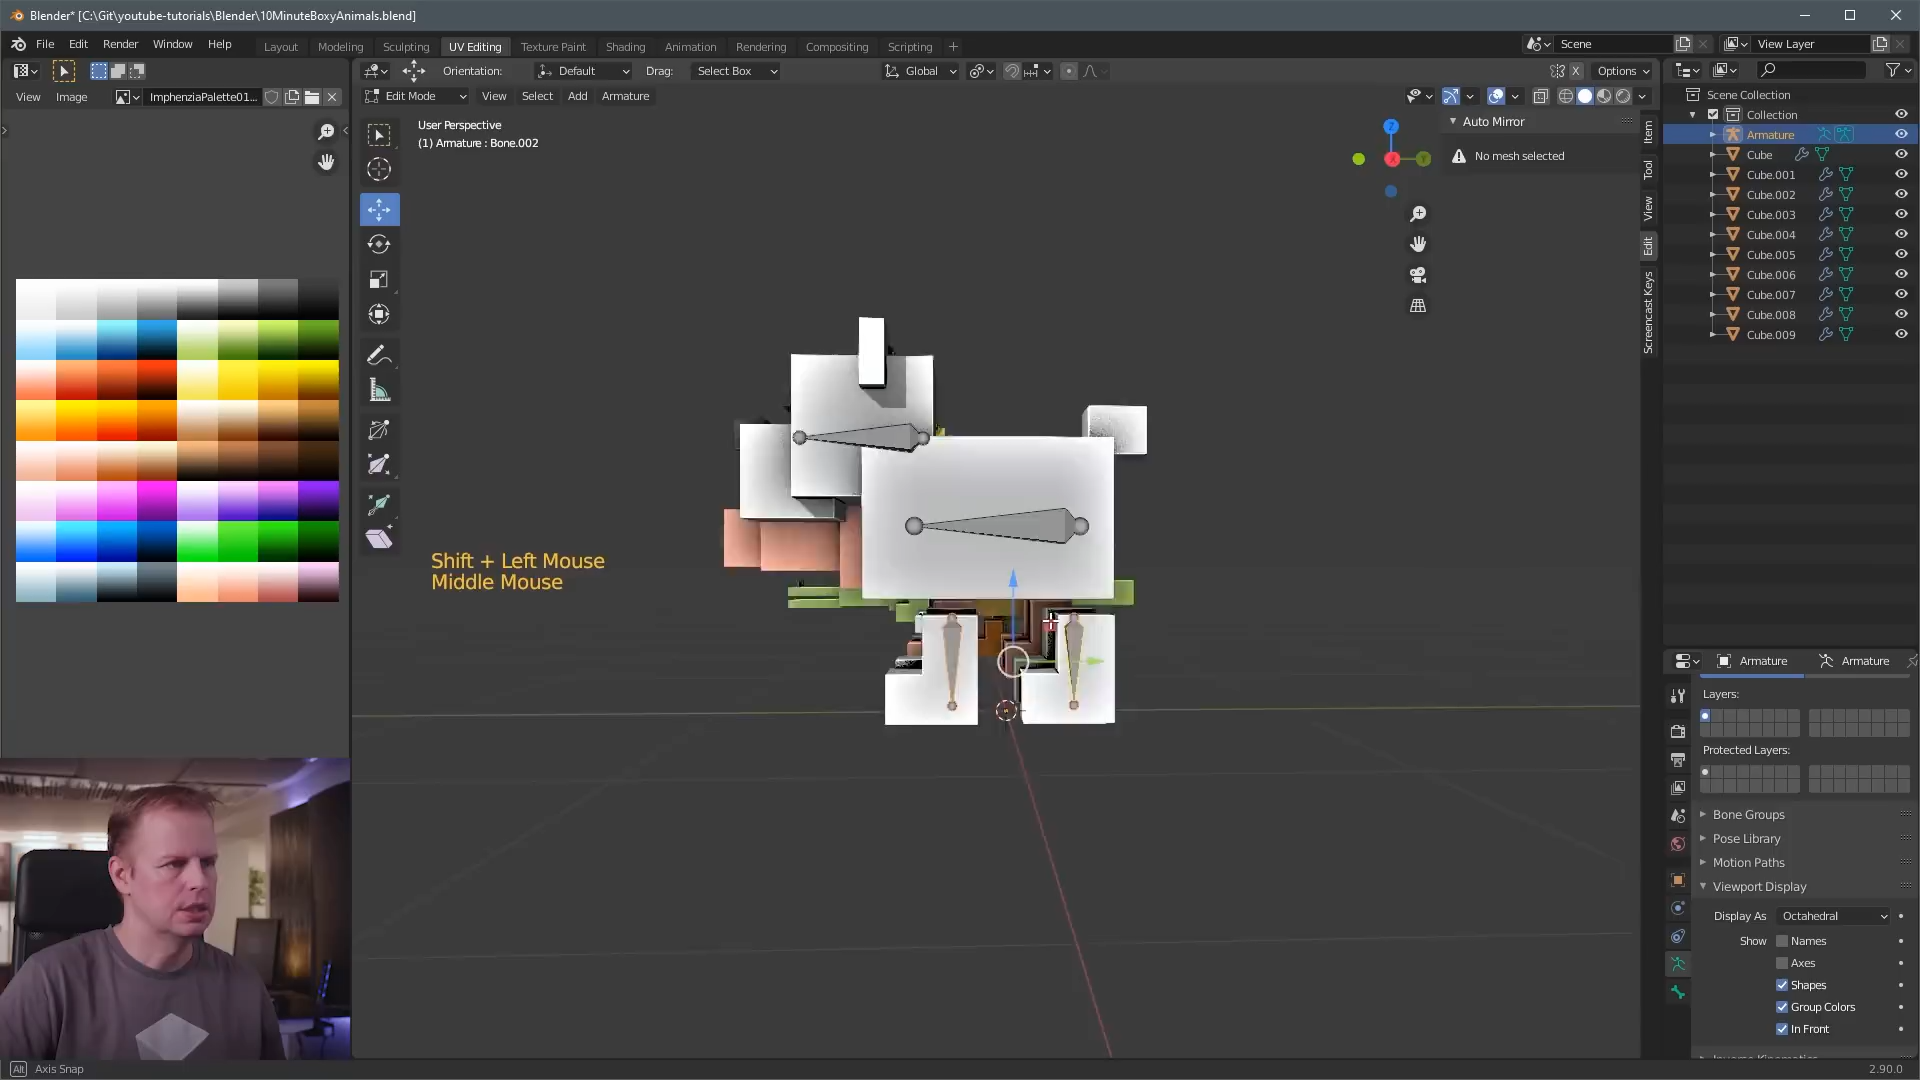 Blender* [C:\Git\youtube-tutorials\Blender\10MinuteBoxyAnimals.blend]
File Edit Render Window Help
Layout Modeling Sculpting UV Editing Texture Paint Shading Animation Rendering Compositing Scripting +
Scene
View Layer
Orientation: Default Drag: Select Box Global X Options
View Image ImphenziaPalette01...
Edit Mode View Select Add Armature
User Perspective
(1) Armature : Bone.002
Auto Mirror
No mesh selected
Item
Tool
View
Edit
Screencast Keys
Z
Shift + Left Mouse
Middle Mouse
Scene Collection
Collection
Armature
Cube
Cube.001
Cube.002
Cube.003
Cube.004
Cube.005
Cube.006
Cube.007
Cube.008
Cube.009
Armature Armature
Layers:
Protected Layers:
Bone Groups
Pose Library
Motion Paths
Viewport Display
Display As Octahedral
Show Names
Axes
Shapes
Group Colors
In Front
Alt Axis Snap
2.90.0